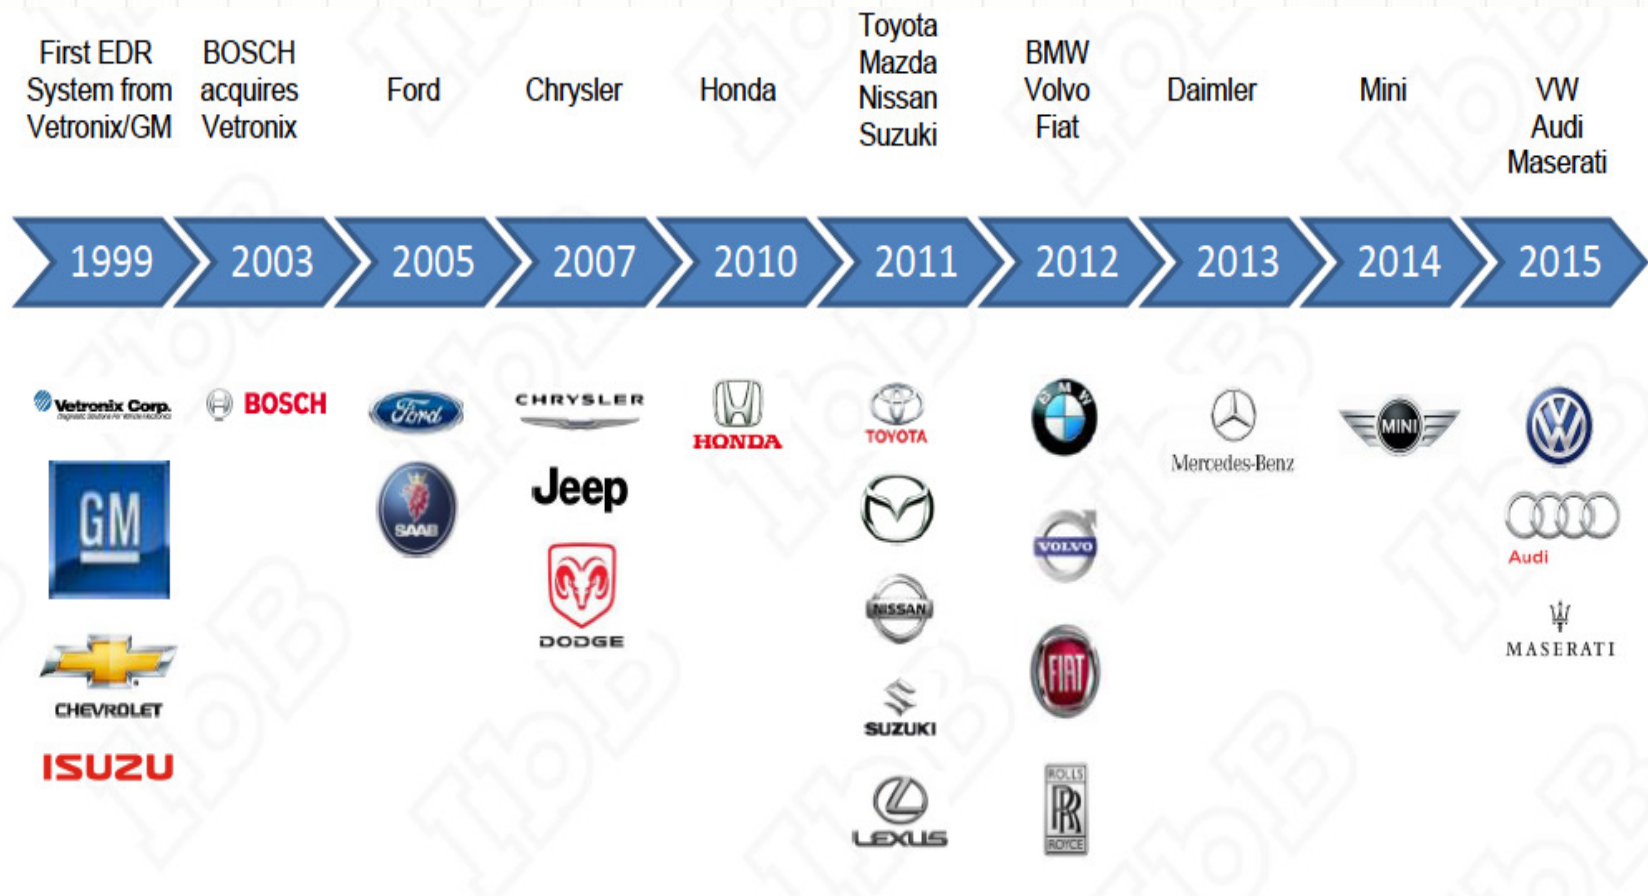 First EDR
System from
Vetronix/GM
BOSCH
acquires
Vetronix
Ford
Chrysler
Honda
Toyota
Mazda
Nissan
Suzuki
BMW
Volvo
Fiat
Daimler
Mini
VW
Audi
Maserati
1999
2003
2005
2007
2010
2011
2012
2013
2014
2015
Vetronix Corp.
GM
CHEVROLET
ISUZU
BOSCH
Ford
SAAB
CHRYSLER
Jeep
DODGE
HONDA
TOYOTA
NISSAN
SUZUKI
LEXUS
BMW
VOLVO
FIAT
ROLLS
RR
ROYCE
Mercedes-Benz
MINI
VW
Audi
MASERATI